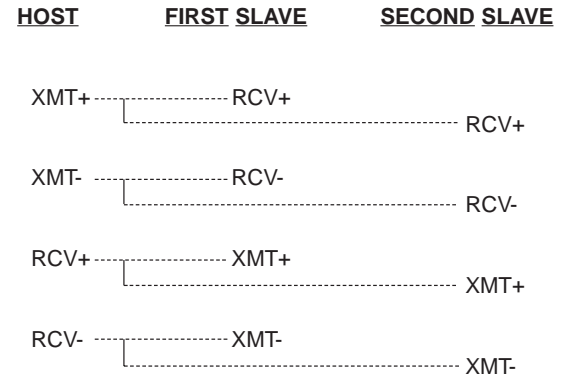 HOST FIRST SLAVE SECOND SLAVE
XMT+ RCV+
RCV+
XMT- RCV-
RCV-
RCV+ XMT+
XMT+
RCV- XMT-
XMT-